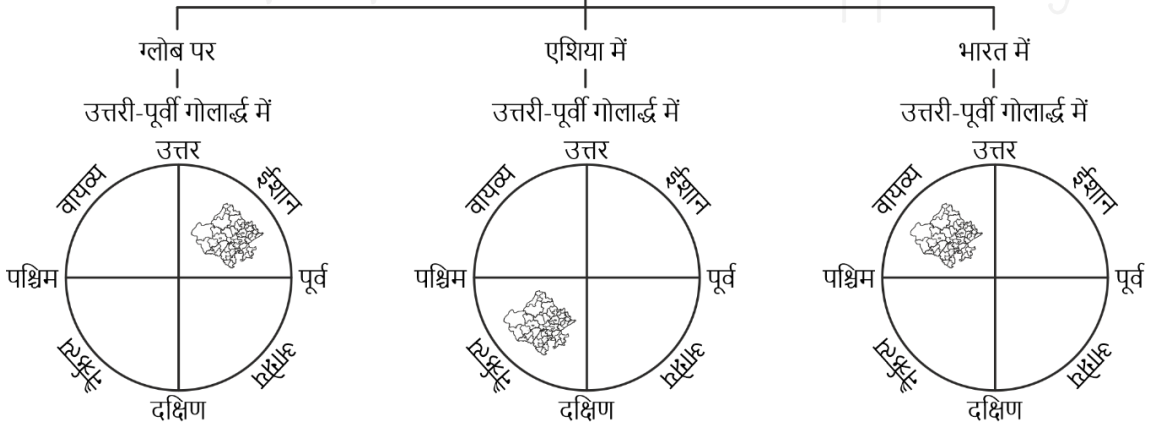 ग्लोब पर
एशिया में
भारत में
उत्तरी-पूर्वी गोलार्द्ध में
उत्तरी-पूर्वी गोलार्द्ध में
उत्तरी-पूर्वी गोलार्द्ध में
उत्तर
उत्तर
उत्तर
वायव्य
ईशान
वायव्य
ईशान
वायव्य
ईशान
पश्चिम
पूर्व
पश्चिम
पूर्व
पश्चिम
पूर्व
नैऋत्य
आग्नेय
नैऋत्य
आग्नेय
नैऋत्य
आग्नेय
दक्षिण
दक्षिण
दक्षिण